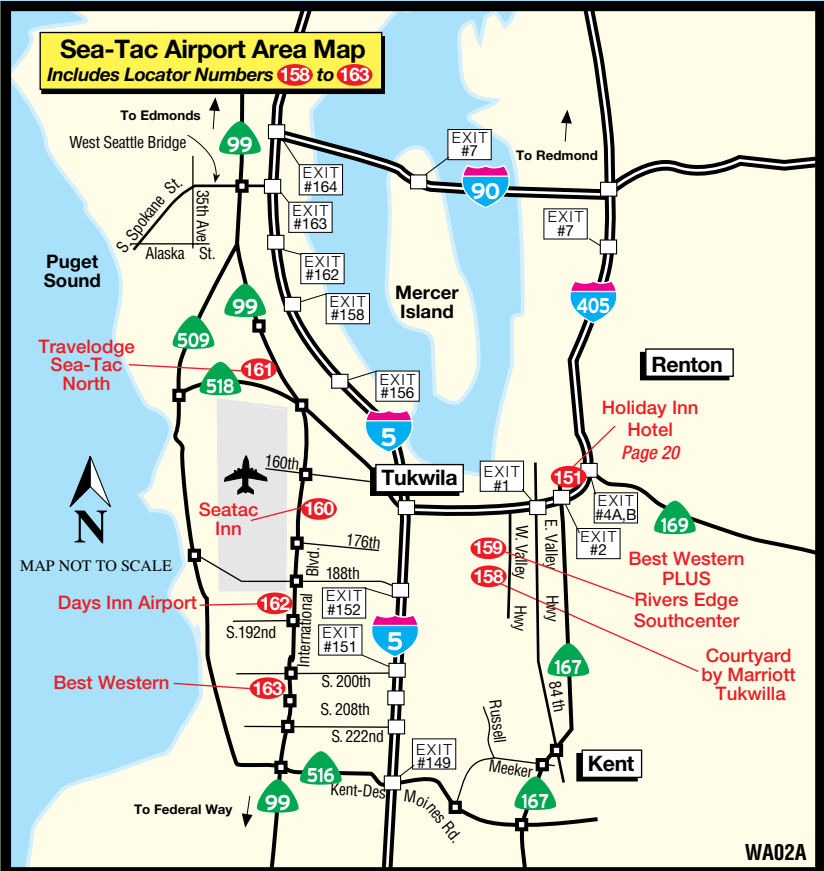 Sea-Tac Airport Area Map
Includes Locator Numbers 158 to 163
To Edmonds
West Seattle Bridge
99
EXIT
#7
To Redmond
EXIT
#164
90
S. Spokane St.
35th Ave
EXIT
#163
EXIT
#7
Alaska St.
EXIT
#162
Puget
Sound
99
EXIT
#158
Mercer
Island
405
509
Travelodge
Sea-Tac
North
161
518
EXIT
#156
Renton
5
Holiday Inn
Hotel
Page 20
160th
Tukwila
EXIT
#1
151
N
MAP NOT TO SCALE
Seatac
Inn
160
EXIT
#4A,B
169
EXIT
#2
176th
W. Valley Hwy
E. Valley Hwy
159
158
Best Western
PLUS
Rivers Edge
Southcenter
188th
International Blvd.
EXIT
#152
Days Inn Airport
162
S.192nd
EXIT
#151
5
Courtyard
by Marriott
Tukwilla
167
S. 200th
Best Western
163
84 th
S. 208th
Russell
S. 222nd
EXIT
#149
Meeker
Kent
516
Kent-Des Moines Rd.
99
167
To Federal Way
WA02A